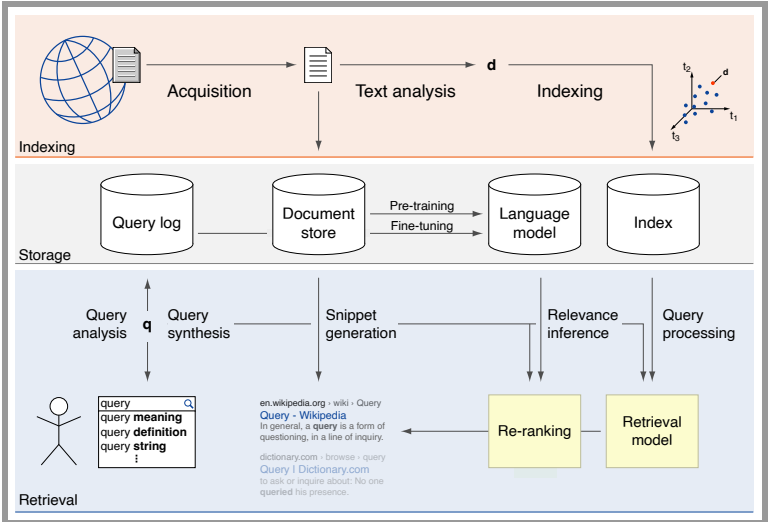 Acquisition
Text analysis
d
Indexing
t2
d
t1
t3
Indexing
Query log
Document
store
Pre-training
Fine-tuning
Language
model
Index
Storage
Query
analysis
q
Query
synthesis
Snippet
generation
Relevance
inference
Query
processing
query
query meaning
query definition
query string
⋮
en.wikipedia.org › wiki › Query
Query - Wikipedia
In general, a query is a form of
questioning, in a line of inquiry.
dictionary.com › browse › query
Query | Dictionary.com
to ask or inquire about: No one
queried his presence.
Re-ranking
Retrieval
model
Retrieval